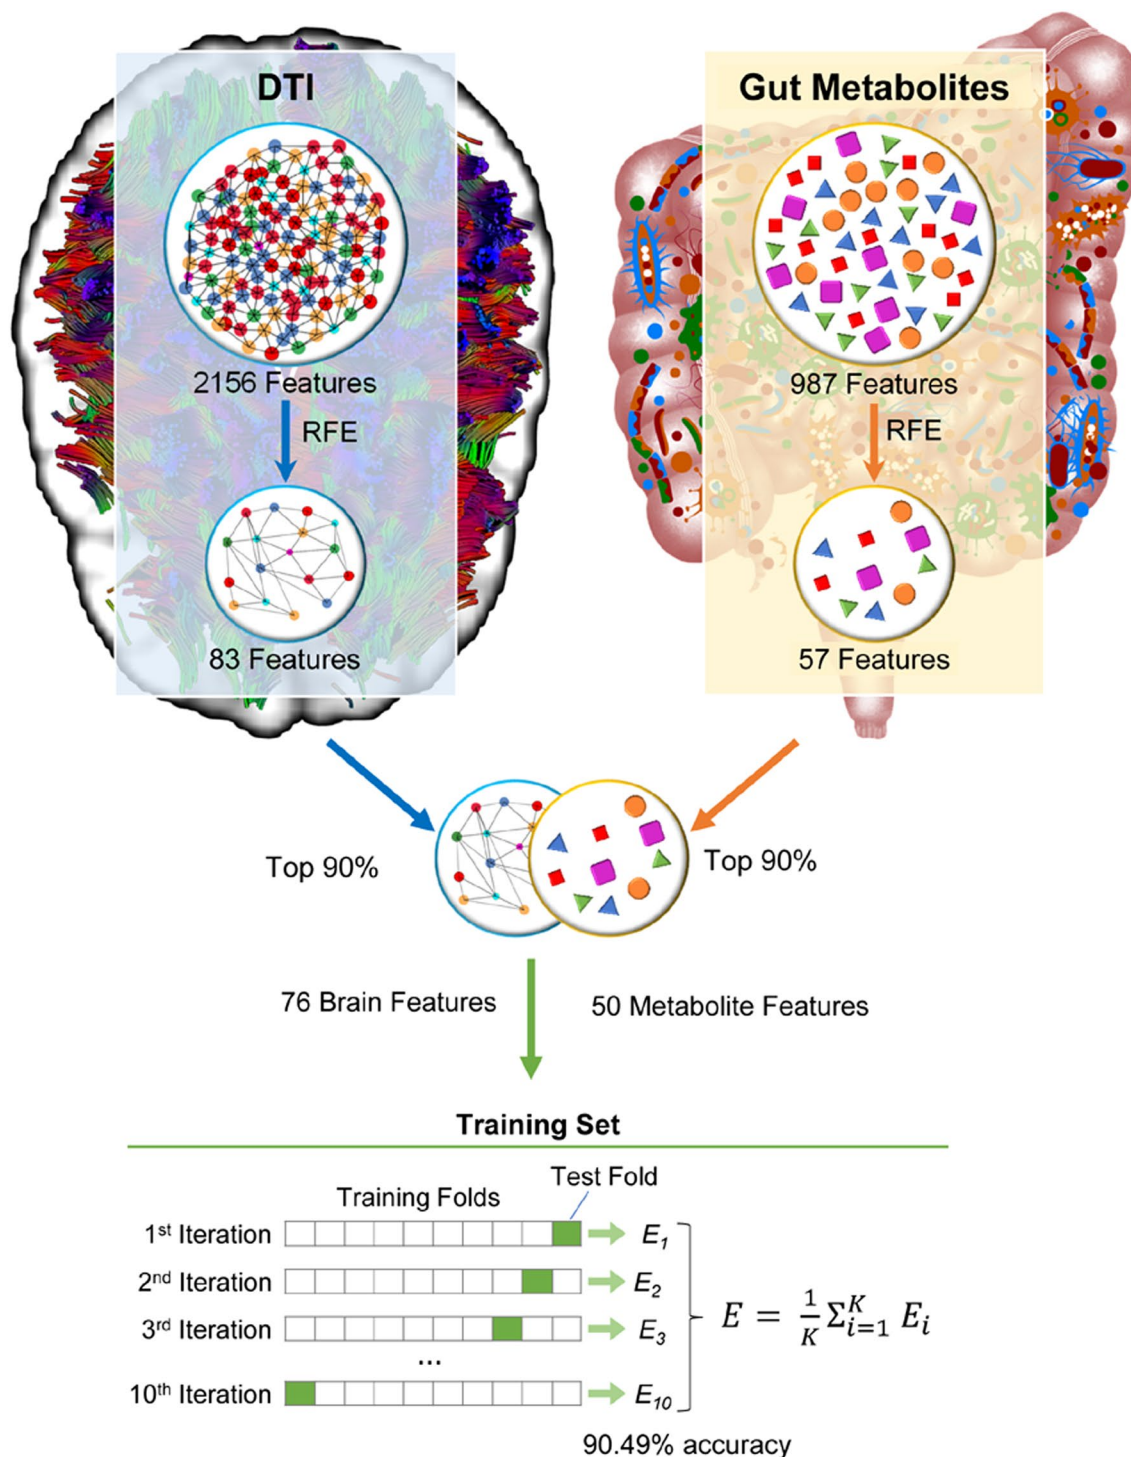 DTI
2156 Features
RFE
83 Features
Gut Metabolites
987 Features
RFE
57 Features
Top 90%
Top 90%
76 Brain Features
50 Metabolite Features
Training Set
Training Folds
Test Fold
1st Iteration
E1
2nd Iteration
E2
3rd Iteration
E3
...
10th Iteration
E10
E = 1/K Σ_{i=1}^{K} E_i
90.49% accuracy